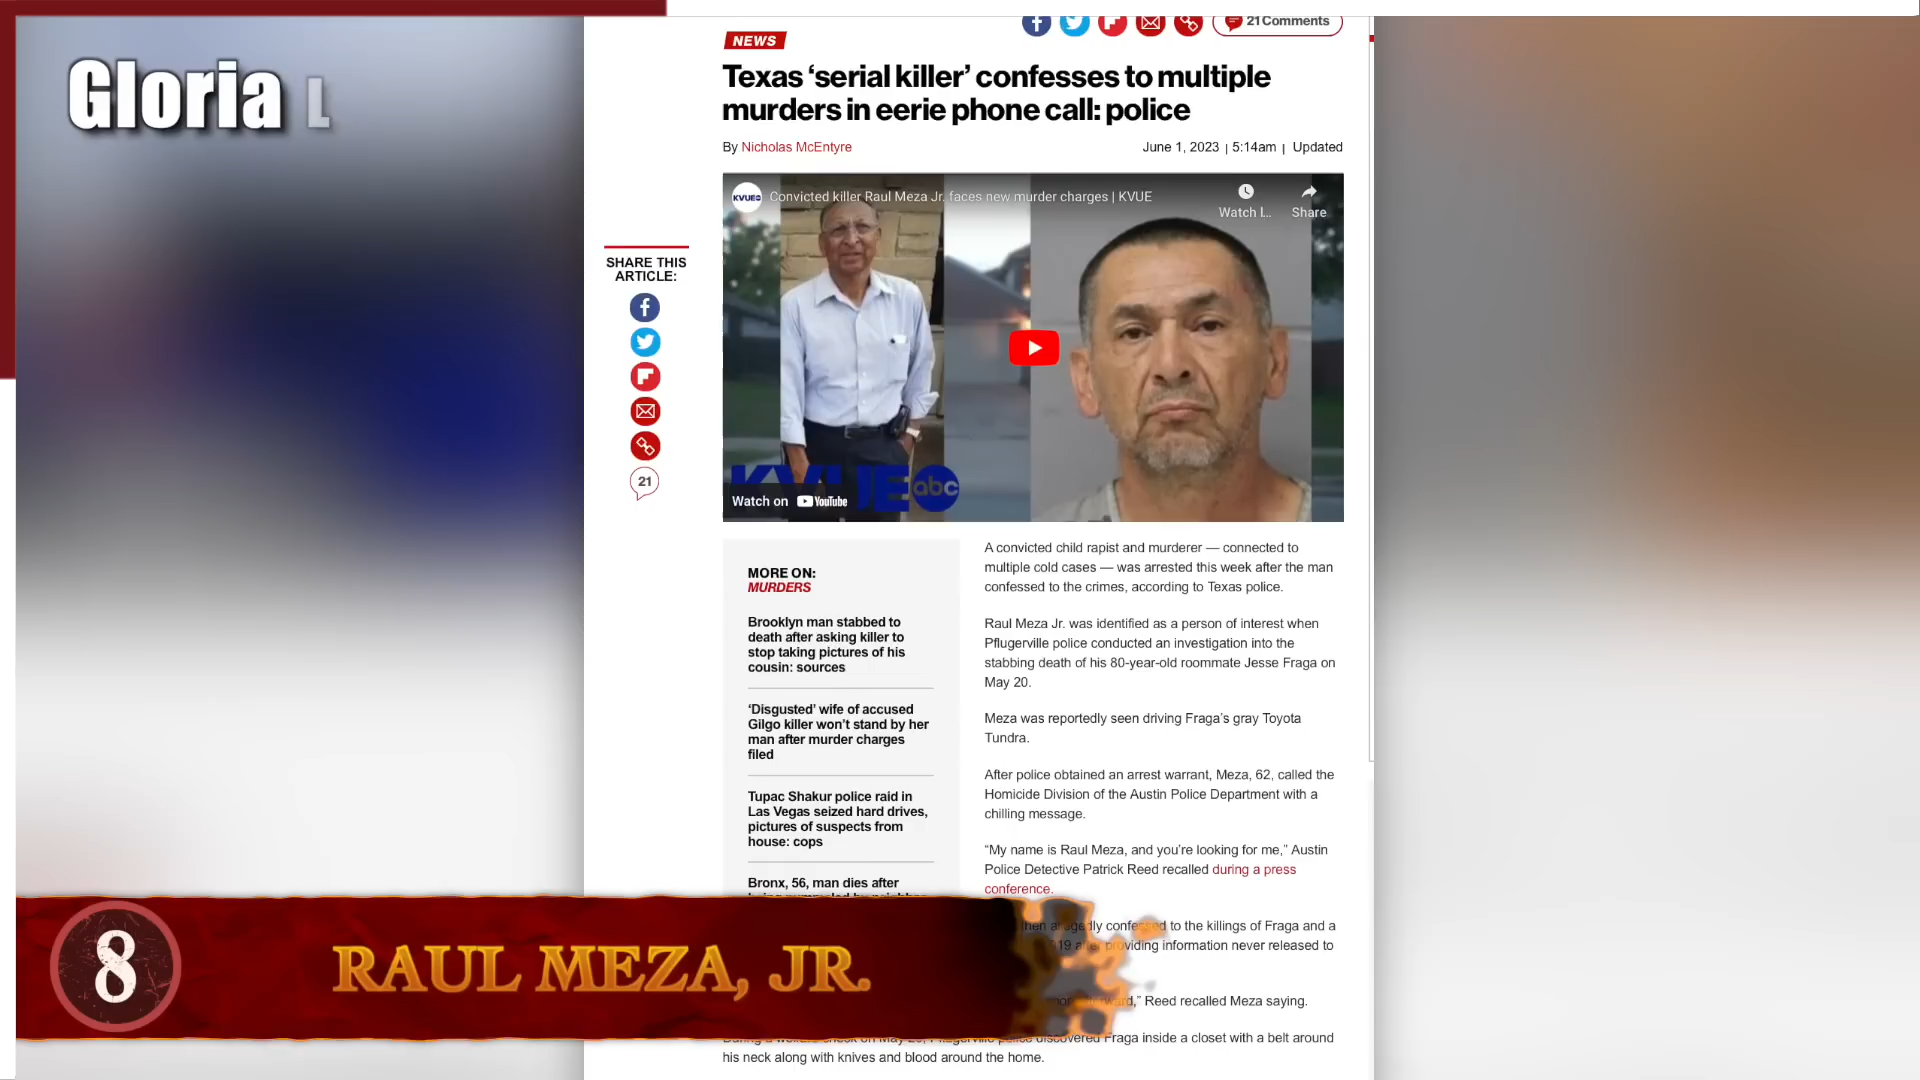 Gloria L
21 Comments
NEWS
Texas ‘serial killer’ confesses to multiple
murders in eerie phone call: police
By Nicholas McEntyre
June 1, 2023 | 5:14am | Updated
KVUE
Convicted killer Raul Meza Jr. faces new murder charges | KVUE
Watch L...
Share
SHARE THIS
ARTICLE:
21
KVUE abc
Watch on YouTube
MORE ON:
MURDERS
Brooklyn man stabbed to
death after asking killer to
stop taking pictures of his
cousin: sources
‘Disgusted’ wife of accused
Gilgo killer won’t stand by her
man after murder charges
filed
Tupac Shakur police raid in
Las Vegas seized hard drives,
pictures of suspects from
house: cops
Bronx, 56, man dies after
A convicted child rapist and murderer — connected to
multiple cold cases — was arrested this week after the man
confessed to the crimes, according to Texas police.
Raul Meza Jr. was identified as a person of interest when
Pflugerville police conducted an investigation into the
stabbing death of his 80-year-old roommate Jesse Fraga on
May 20.
Meza was reportedly seen driving Fraga’s gray Toyota
Tundra.
After police obtained an arrest warrant, Meza, 62, called the
Homicide Division of the Austin Police Department with a
chilling message.
“My name is Raul Meza, and you’re looking for me,” Austin
Police Detective Patrick Reed recalled during a press
conference.
then allegedly confessed to the killings of Fraga and a
19 after providing information never released to
Reed recalled Meza saying.
discovered Fraga inside a closet with a belt around
his neck along with knives and blood around the home.
8
RAUL MEZA, JR.